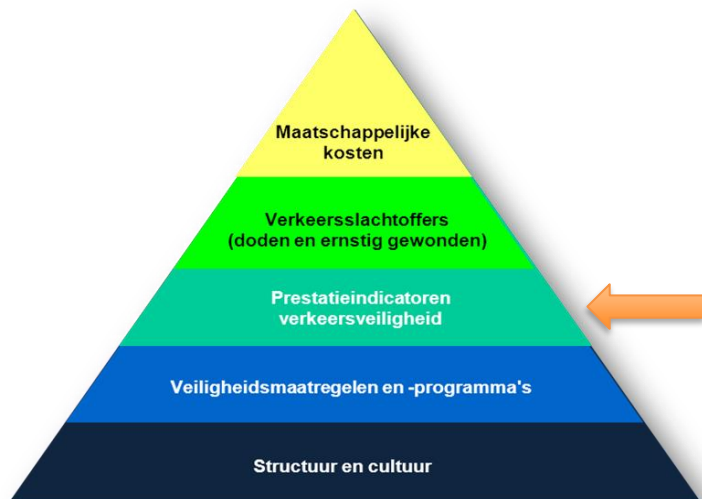 Maatschappelijke
kosten
Verkeersslachtoffers
(doden en ernstig gewonden)
Prestatieindicatoren
verkeersveiligheid
Veiligheidsmaatregelen en -programma's
Structuur en cultuur